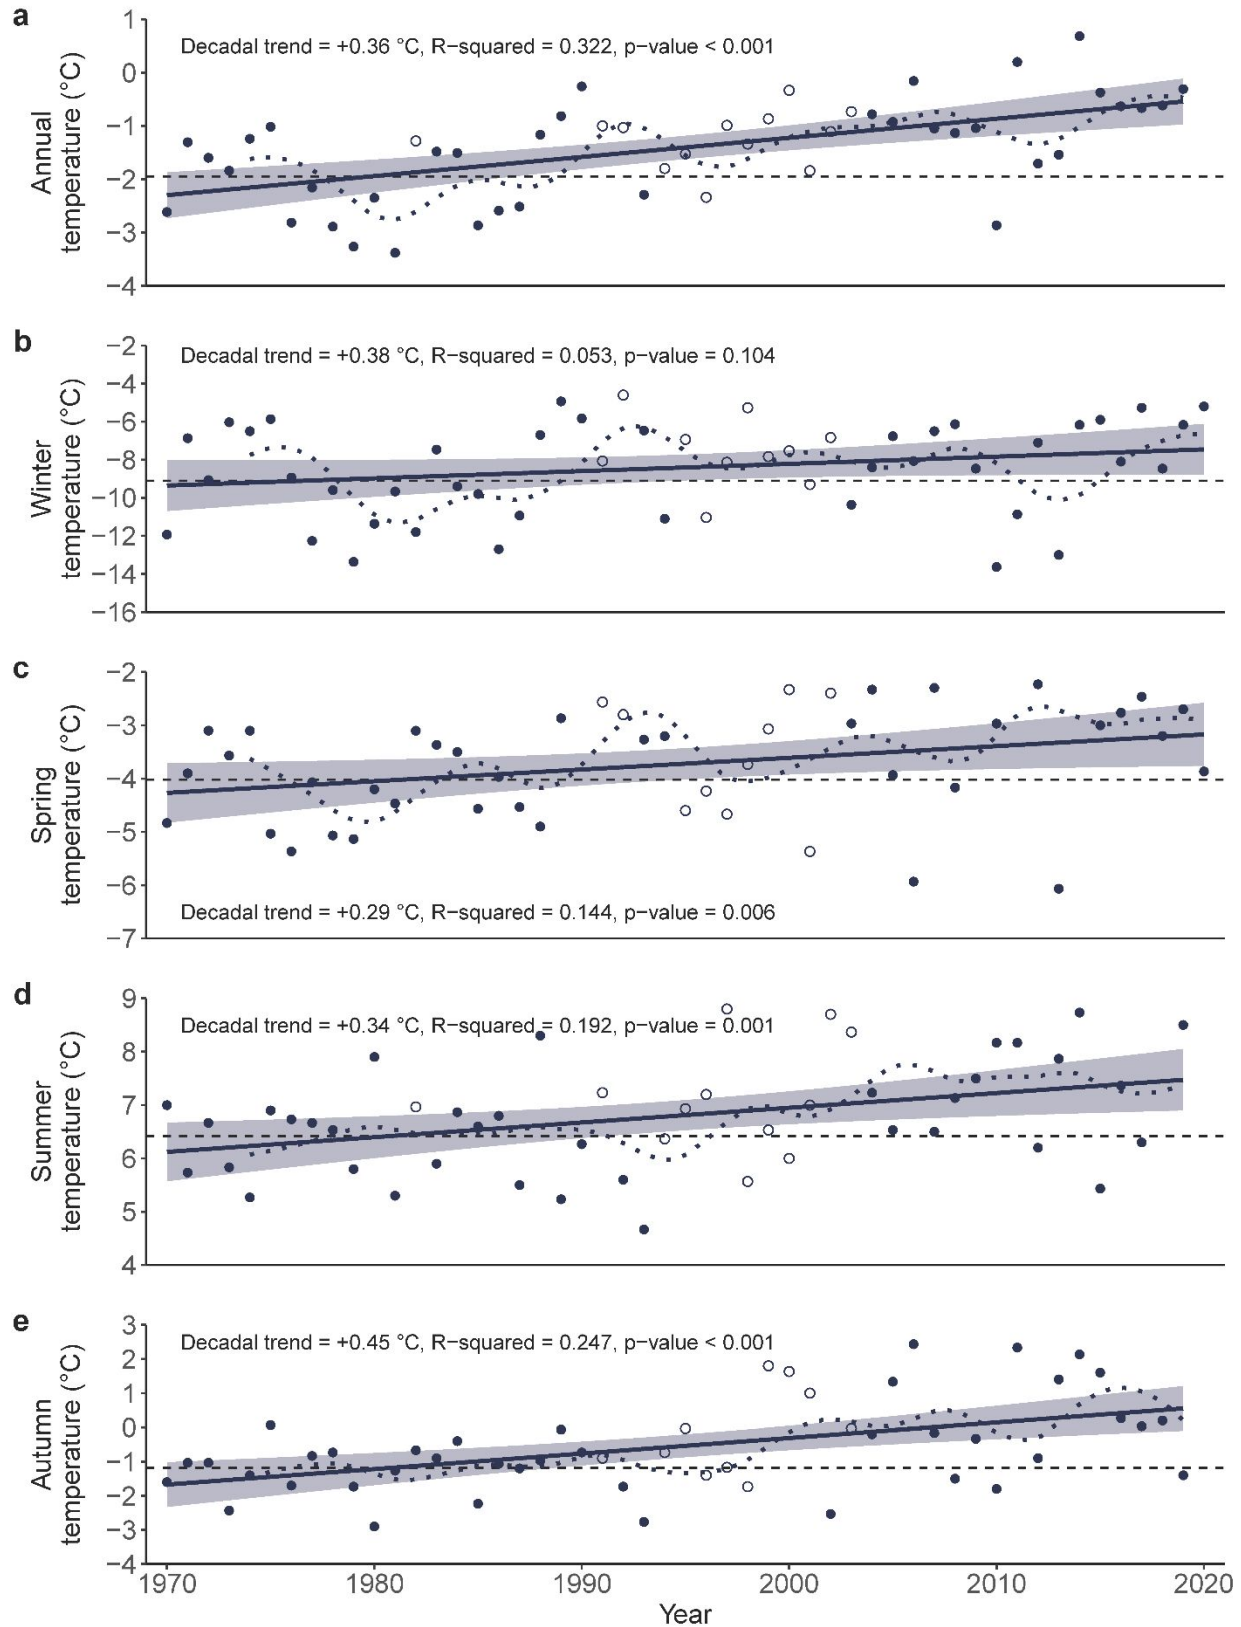 a
Annual
temperature (°C)
1
0
−1
−2
−3
−4
Decadal trend = +0.36 °C, R−squared = 0.322, p−value < 0.001
b
Winter
temperature (°C)
−2
−4
−6
−8
−10
−12
−14
−16
Decadal trend = +0.38 °C, R−squared = 0.053, p−value = 0.104
c
Spring
temperature (°C)
−2
−3
−4
−5
−6
−7
Decadal trend = +0.29 °C, R−squared = 0.144, p−value = 0.006
d
Summer
temperature (°C)
9
8
7
6
5
4
Decadal trend = +0.34 °C, R−squared = 0.192, p−value = 0.001
e
Autumn
temperature (°C)
3
2
1
0
−1
−2
−3
−4
Decadal trend = +0.45 °C, R−squared = 0.247, p−value < 0.001
1970 1980 1990 2000 2010 2020
Year